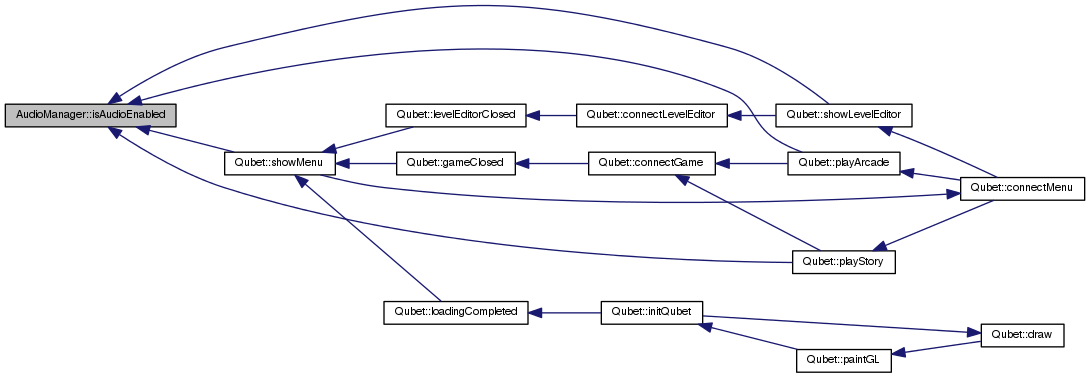 AudioManager::isAudioEnabled
Qubet::levelEditorClosed
Qubet::connectLevelEditor
Qubet::showLevelEditor
Qubet::showMenu
Qubet::gameClosed
Qubet::connectGame
Qubet::playArcade
Qubet::connectMenu
Qubet::playStory
Qubet::loadingCompleted
Qubet::initQubet
Qubet::draw
Qubet::paintGL